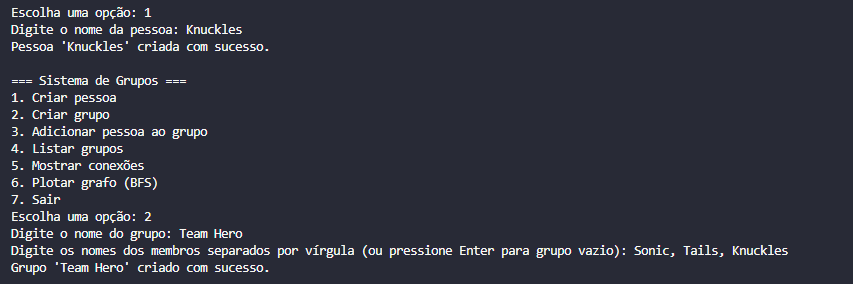 Escolha uma opção: 1
Digite o nome da pessoa: Knuckles
Pessoa 'Knuckles' criada com sucesso.
=== Sistema de Grupos ===
1. Criar pessoa
2. Criar grupo
3. Adicionar pessoa ao grupo
4. Listar grupos
5. Mostrar conexões
6. Plotar grafo (BFS)
7. Sair
Escolha uma opção: 2
Digite o nome do grupo: Team Hero
Digite os nomes dos membros separados por vírgula (ou pressione Enter para grupo vazio): Sonic, Tails, Knuckles
Grupo 'Team Hero' criado com sucesso.